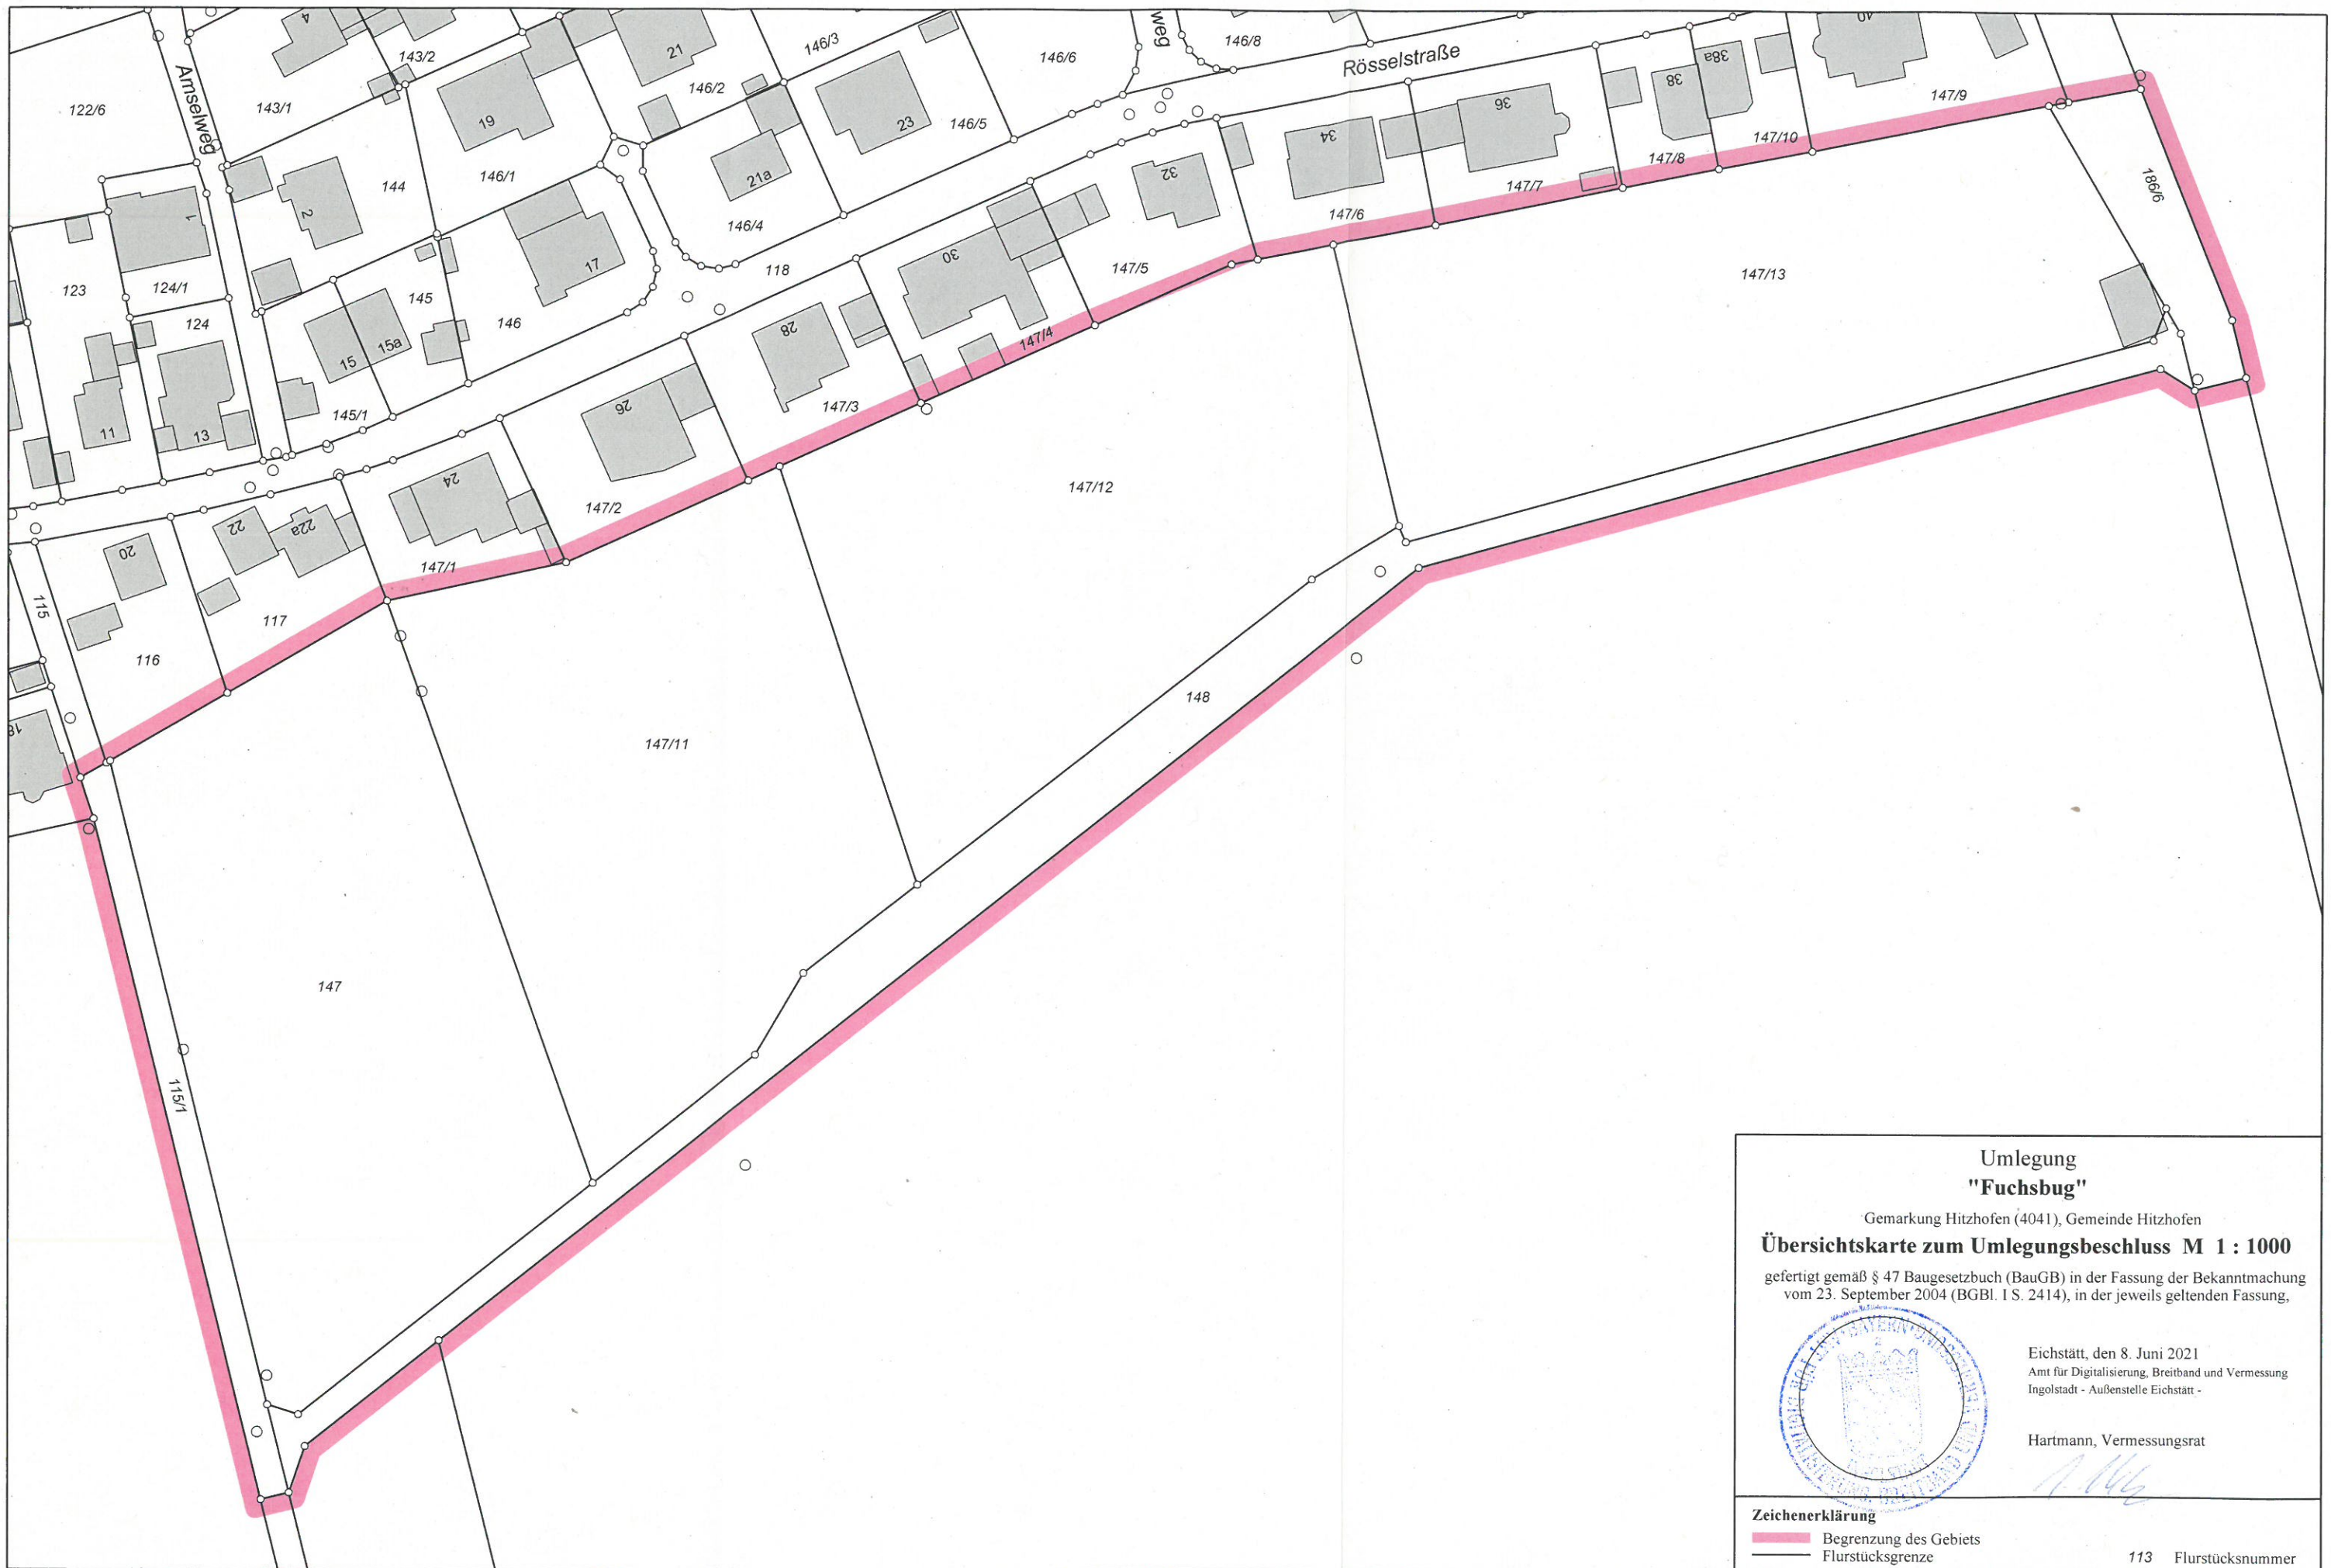 122/6
Amselweg
143/1
143/2
4
19
21
146/2
146/3
146/6
weg
146/8
Rösselstraße
40
147/9
38a
38
36
34
147/10
147/8
147/7
147/6
146/5
23
21a
146/1
144
2
1
146/4
32
186/6
147/13
147/5
30
118
17
123
124/1
124
145
146
15
15a
28
147/4
11
13
145/1
26
147/3
24
147/2
147/12
22
22a
20
147/1
115
117
116
18
148
147/11
147
115/1
Umlegung
"Fuchsbug"
Gemarkung Hitzhofen (4041), Gemeinde Hitzhofen
Übersichtskarte zum Umlegungsbeschluss M 1 : 1000
gefertigt gemäß § 47 Baugesetzbuch (BauGB) in der Fassung der Bekanntmachung
vom 23. September 2004 (BGBl. I S. 2414), in der jeweils geltenden Fassung,
Eichstätt, den 8. Juni 2021
Amt für Digitalisierung, Breitband und Vermessung
Ingolstadt - Außenstelle Eichstätt -
Hartmann, Vermessungsrat
Zeichenerklärung
Begrenzung des Gebiets
Flurstücksgrenze
113 Flurstücksnummer